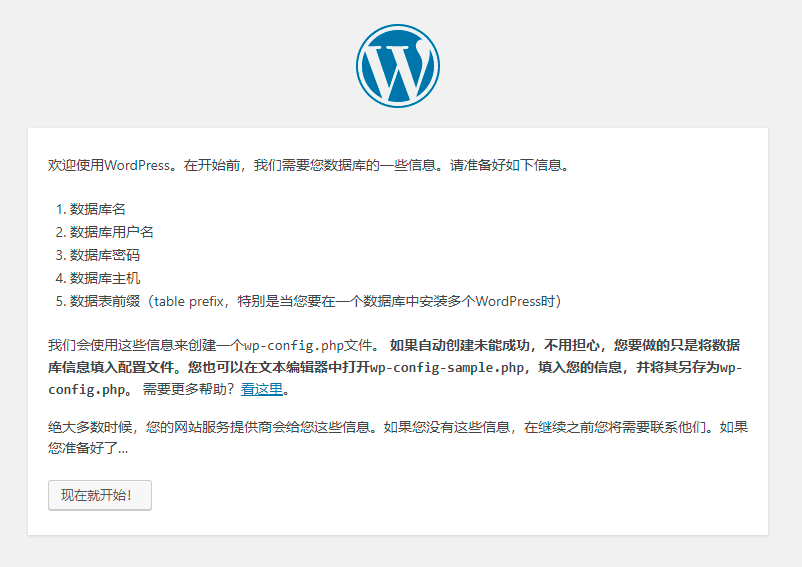 欢迎使用WordPress。在开始前，我们需要您数据库的一些信息。请准备好如下信息。
1. 数据库名
2. 数据库用户名
3. 数据库密码
4. 数据库主机
5. 数据表前缀（table prefix，特别是当您要在一个数据库中安装多个WordPress时）
我们会使用这些信息来创建一个wp-config.php文件。 如果自动创建未能成功，不用担心，您要做的只是将数据
库信息填入配置文件。您也可以在文本编辑器中打开wp-config-sample.php，填入您的信息，并将其另存为wp-
config.php。 需要更多帮助？看这里。
绝大多数时候，您的网站服务提供商会给您这些信息。如果您没有这些信息，在继续之前您将需要联系他们。如果
您准备好了…
现在就开始！